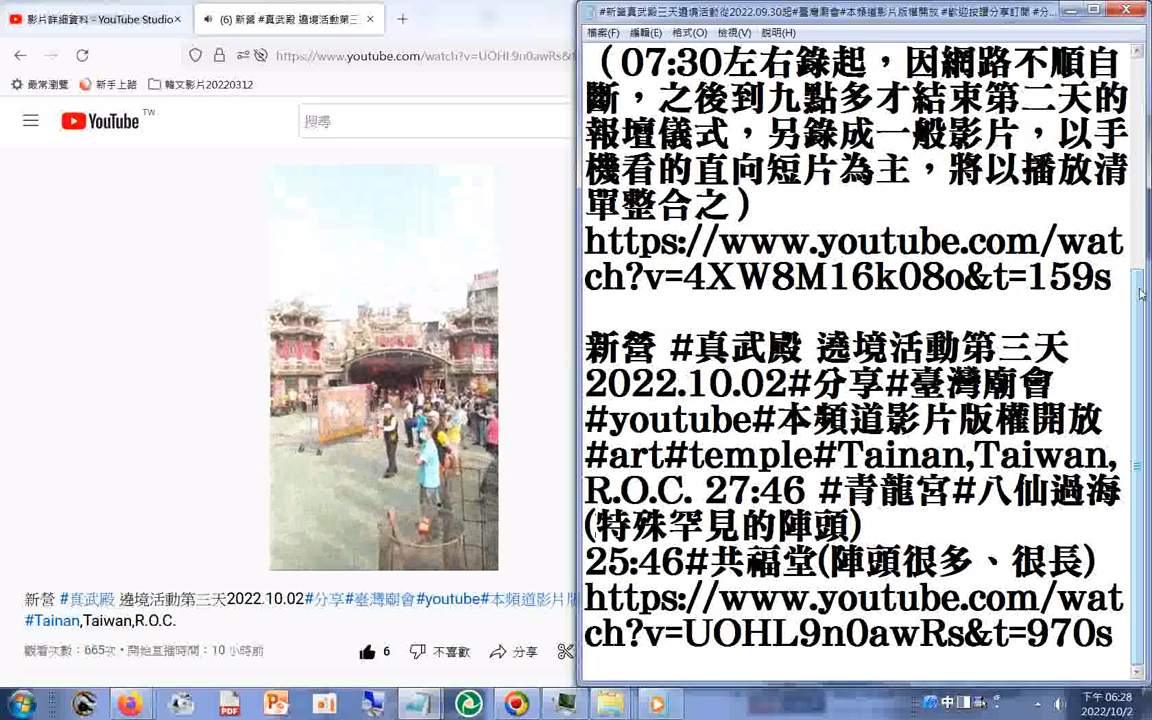 影片詳細資料 - YouTube Studio
(6) 新營 #真武殿 遶境活動第三
https://www.youtube.com/watch?v=UOHL9n0awRs&t
最常瀏覽 新手上路 韓文影片20220312
YouTube TW
搜尋
新營 #真武殿 遶境活動第三天2022.10.02#分享#臺灣廟會#youtube#本頻道影片版
#Tainan,Taiwan,R.O.C.
觀看次數：665次 • 開始直播時間：10 小時前
6 不喜歡 分享
#新營真武殿三天遶境活動從2022.09.30起#臺灣廟會#本頻道影片版權開放 #歡迎按讚分享訂閱 #分...
檔案(F) 編輯(E) 格式(O) 檢視(V) 說明(H)
（07:30左右錄起，因網路不順自
斷，之後到九點多才結束第二天的
報壇儀式，另錄成一般影片，以手
機看的直向短片為主，將以播放清
單整合之）
https://www.youtube.com/wat
ch?v=4XW8M16k08o&t=159s
新營 #真武殿 遶境活動第三天
2022.10.02#分享#臺灣廟會
#youtube#本頻道影片版權開放
#art#temple#Tainan,Taiwan,
R.O.C. 27:46 #青龍宮#八仙過海
(特殊罕見的陣頭)
25:46#共福堂(陣頭很多、很長)
https://www.youtube.com/wat
ch?v=UOHL9n0awRs&t=970s
PDF
中
下午 06:28
2022/10/2